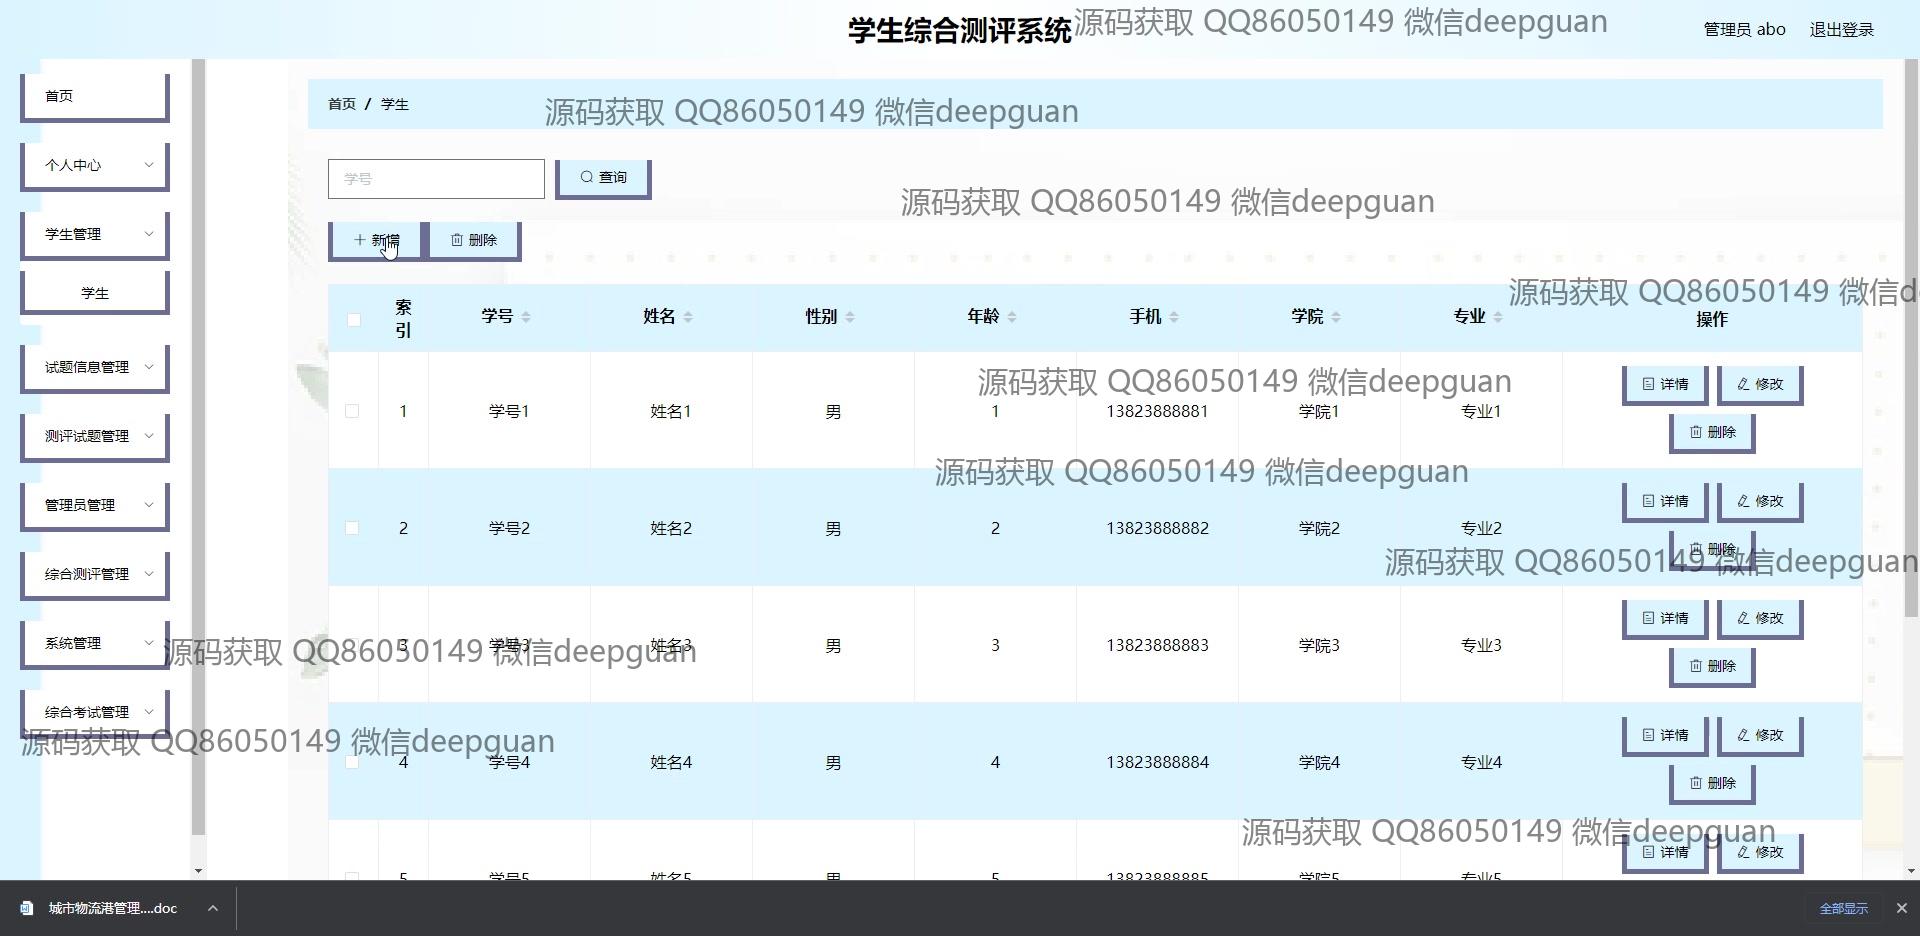 学生综合测评系统
源码获取 QQ86050149 微信deepguan
管理员 abo
退出登录
首页
个人中心
学生管理
学生
试题信息管理
测评试题管理
管理员管理
综合测评管理
系统管理
综合考试管理
首页 / 学生
源码获取 QQ86050149 微信deepguan
学号
查询
源码获取 QQ86050149 微信deepguan
新增
删除
源码获取 QQ86050149 微信d
索引 学号 姓名 性别 年龄 手机 学院 专业 操作
源码获取 QQ86050149 微信deepguan
1 学号1 姓名1 男 1 13823888881 学院1 专业1 详情 修改
删除
源码获取 QQ86050149 微信deepguan
2 学号2 姓名2 男 2 13823888882 学院2 专业2 详情 修改
删除
源码获取 QQ86050149 微信deepguan
3 学号3 姓名3 男 3 13823888883 学院3 专业3 详情 修改
删除
源码获取 QQ86050149 微信deepguan
4 学号4 姓名4 男 4 13823888884 学院4 专业4 详情 修改
删除
源码获取 QQ86050149 微信deepguan
源码获取 QQ86050149 微信deepguan
5 学号5 姓名5 男 5 13823888885 学院5 专业5 详情 修改
城市物流港管理....doc
全部显示